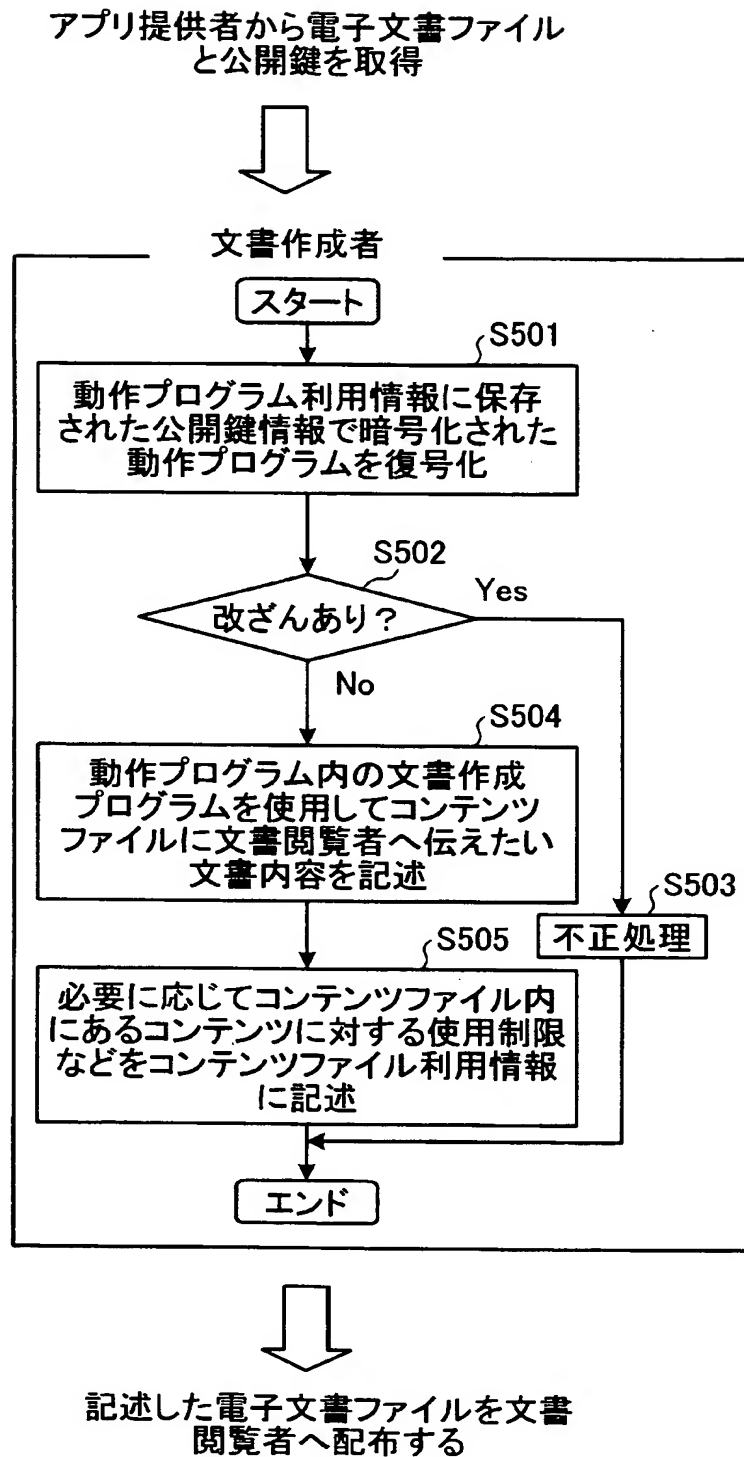 アプリ提供者から電子文書ファイル
と公開鍵を取得
文書作成者
スタート
S501
動作プログラム利用情報に保存
された公開鍵情報で暗号化された
動作プログラムを復号化
S502
改ざんあり？
Yes
No
S504
動作プログラム内の文書作成
プログラムを使用してコンテンツ
ファイルに文書閲覧者へ伝えたい
文書内容を記述
S503
不正処理
S505
必要に応じてコンテンツファイル内
にあるコンテンツに対する使用制限
などをコンテンツファイル利用情報
に記述
エンド
記述した電子文書ファイルを文書
閲覧者へ配布する